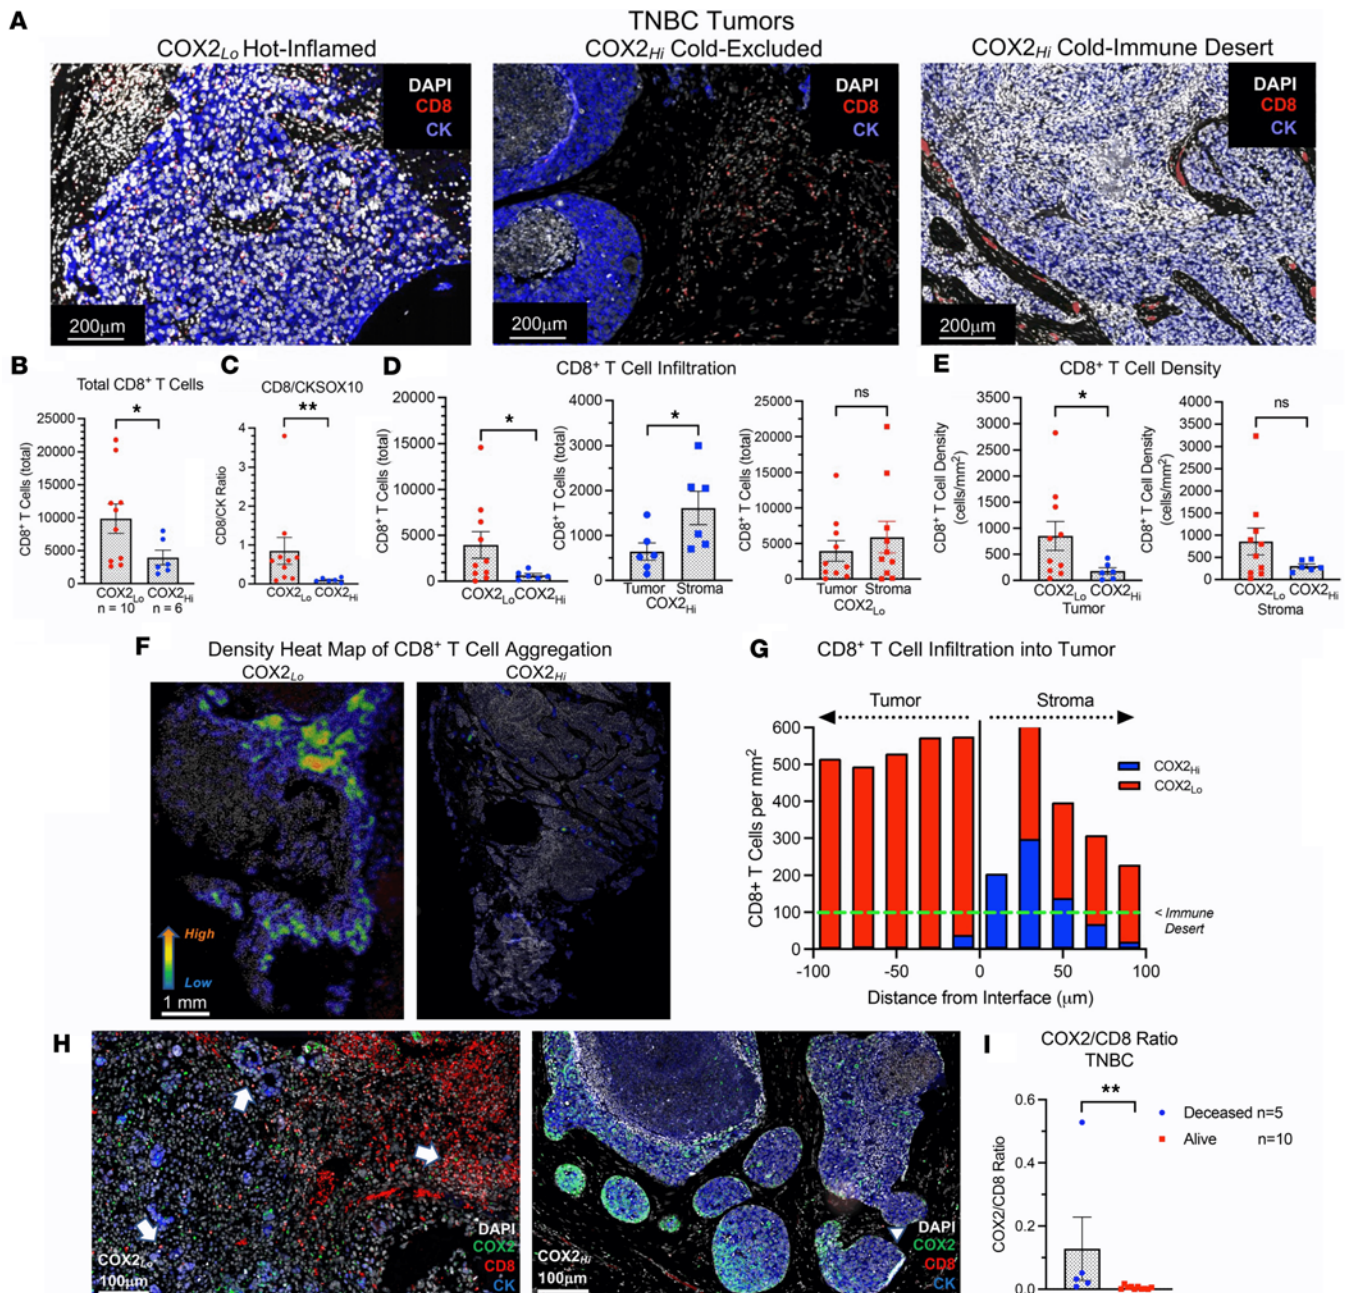 A
TNBC Tumors
COX2Lo Hot-Inflamed
COX2Hi Cold-Excluded
COX2Hi Cold-Immune Desert
DAPI
CD8
CK
200μm
DAPI
CD8
CK
200μm
DAPI
CD8
CK
200μm
B
Total CD8+ T Cells
*
CD8+ T Cells (total)
25000
20000
15000
10000
5000
0
COX2Lo COX2Hi
n = 10 n = 6
C
CD8/CKSOX10
**
CD8/CK Ratio
4
3
2
1
0
COX2Lo COX2Hi
D
CD8+ T Cell Infiltration
*
CD8+ T Cells (total)
20000
15000
10000
5000
0
COX2Lo COX2Hi
*
CD8+ T Cells (total)
4000
3000
2000
1000
0
Tumor Stroma
COX2Hi
ns
CD8+ T Cells (total)
25000
20000
15000
10000
5000
0
Tumor Stroma
COX2Lo
E
CD8+ T Cell Density
*
CD8+ T Cell Density
(cells/mm2)
3500
3000
2500
2000
1500
1000
500
0
COX2Lo COX2Hi
Tumor
ns
CD8+ T Cell Density
(cells/mm2)
4000
3000
2000
1000
0
COX2Lo COX2Hi
Stroma
F
Density Heat Map of CD8+ T Cell Aggregation
COX2Lo
COX2Hi
High
Low
1 mm
G
CD8+ T Cell Infiltration into Tumor
Tumor
Stroma
CD8+ T Cells per mm2
600
500
400
300
200
100
0
COX2Hi
COX2Lo
< Immune
Desert
-100 -50 0 50 100
Distance from Interface (μm)
H
COX2Lo
100μm
DAPI
COX2
CD8
CK
COX2Hi
100μm
DAPI
COX2
CD8
CK
I
COX2/CD8 Ratio
TNBC
**
Deceased n=5
Alive n=10
COX2/CD8 Ratio
0.6
0.4
0.2
0.0